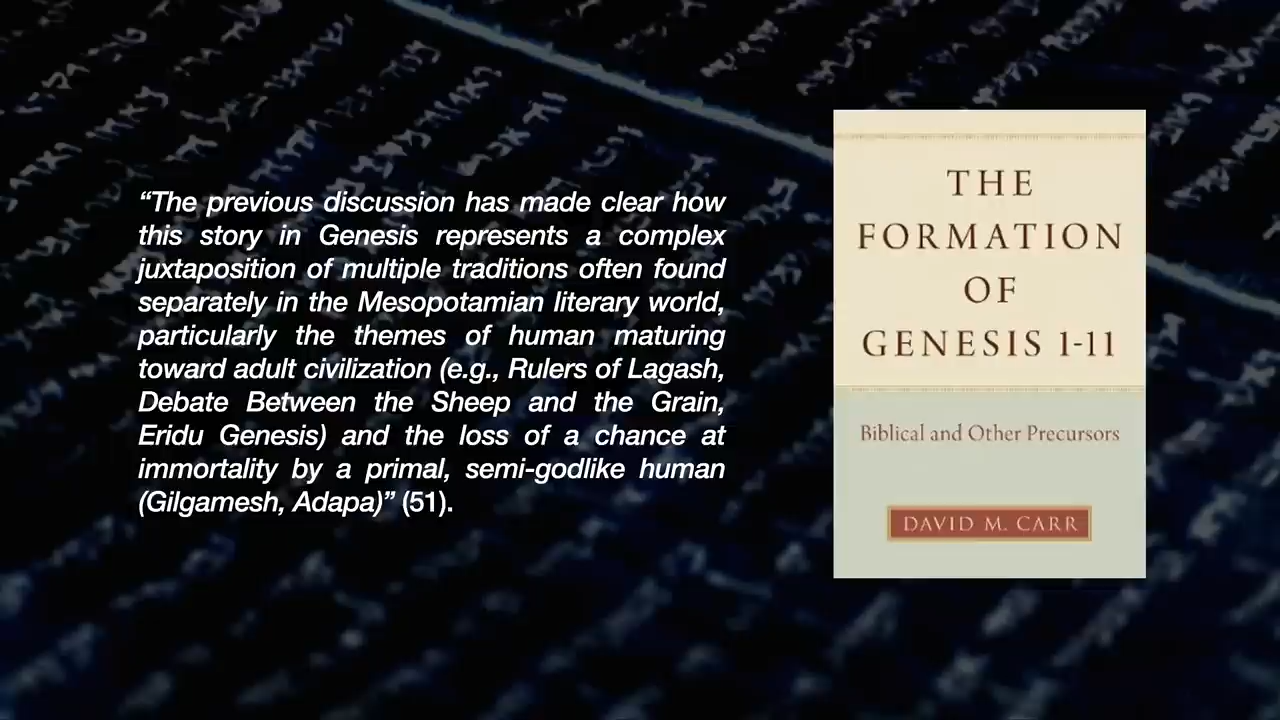 “The previous discussion has made clear how
this story in Genesis represents a complex
juxtaposition of multiple traditions often found
separately in the Mesopotamian literary world,
particularly the themes of human maturing
toward adult civilization (e.g., Rulers of Lagash,
Debate Between the Sheep and the Grain,
Eridu Genesis) and the loss of a chance at
immortality by a primal, semi-godlike human
(Gilgamesh, Adapa)” (51).
THE
FORMATION
OF
GENESIS 1-11
Biblical and Other Precursors
DAVID M. CARR